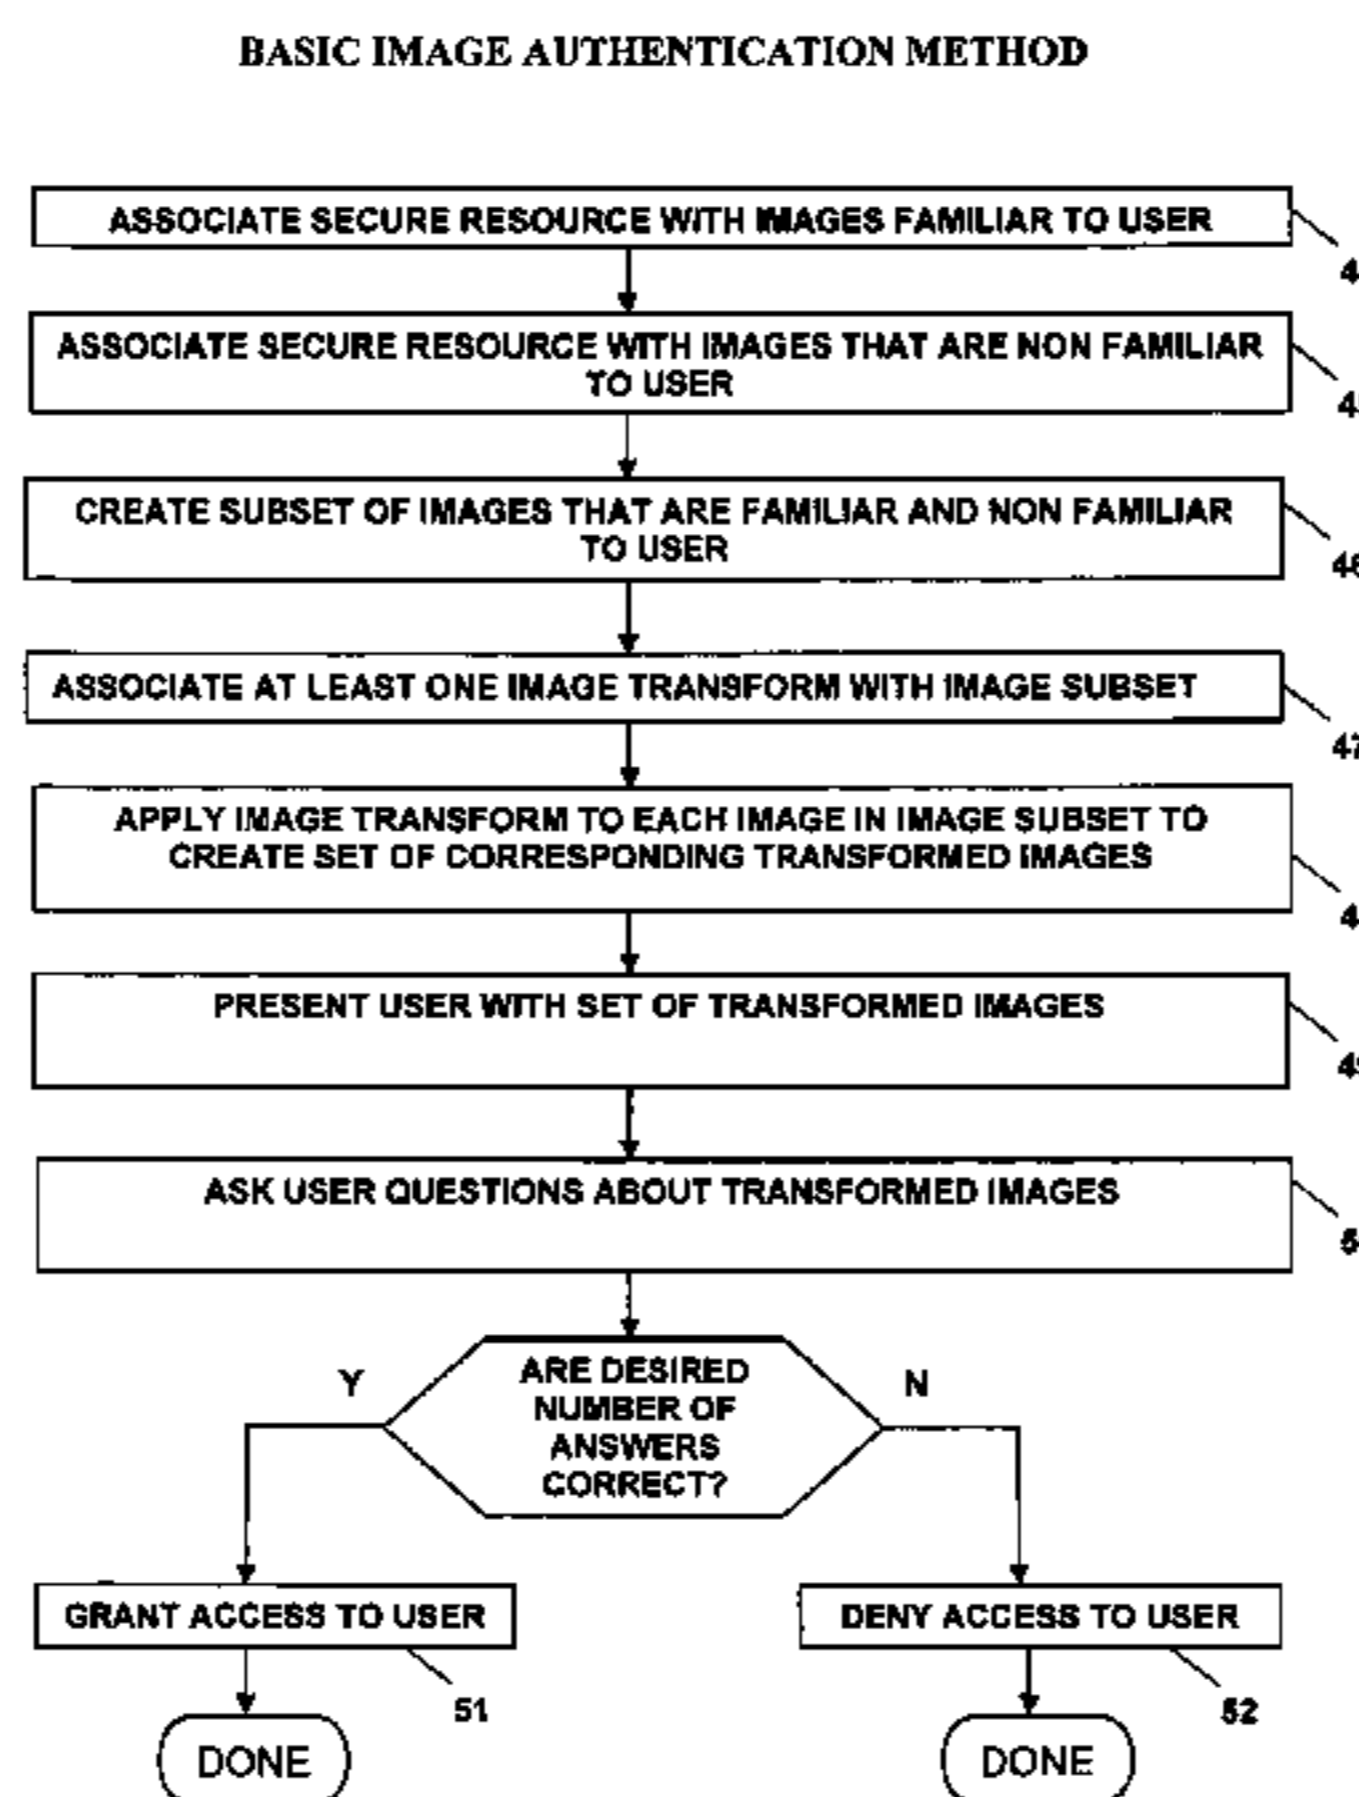 BASIC IMAGE AUTHENTICATION METHOD
ASSOCIATE SECURE RESOURCE WITH IMAGES FAMILIAR TO USER
ASSOCIATE SECURE RESOURCE WITH IMAGES THAT ARE NON FAMILIAR
TO USER
CREATE SUBSET OF IMAGES THAT ARE FAMILIAR AND NON FAMILIAR
TO USER
ASSOCIATE AT LEAST ONE IMAGE TRANSFORM WITH IMAGE SUBSET
APPLY IMAGE TRANSFORM TO EACH IMAGE IN IMAGE SUBSET TO
CREATE SET OF CORRESPONDING TRANSFORMED IMAGES
PRESENT USER WITH SET OF TRANSFORMED IMAGES
ASK USER QUESTIONS ABOUT TRANSFORMED IMAGES
Y
ARE DESIRED
NUMBER OF
ANSWERS
CORRECT?
N
GRANT ACCESS TO USER
DENY ACCESS TO USER
51
52
DONE
DONE